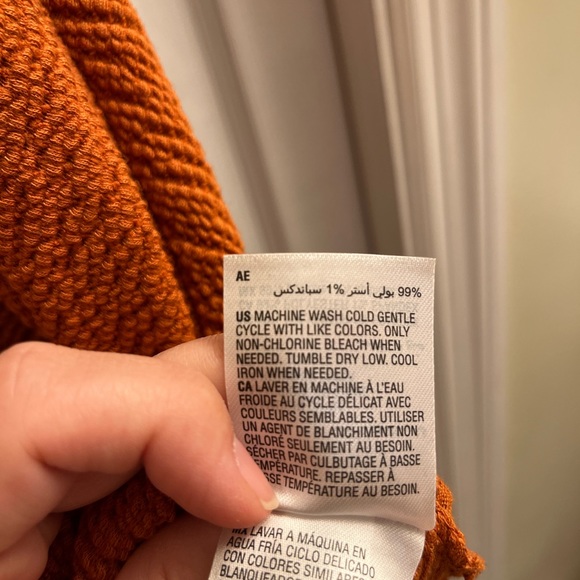 AE
99% بولي أستر 1% سباندكس
US MACHINE WASH COLD GENTLE
CYCLE WITH LIKE COLORS. ONLY
NON-CHLORINE BLEACH WHEN
NEEDED. TUMBLE DRY LOW. COOL
IRON WHEN NEEDED.
CA LAVER EN MACHINE À L'EAU
FROIDE AU CYCLE DÉLICAT AVEC
COULEURS SEMBLABLES. UTILISER
UN AGENT DE BLANCHIMENT NON
CHLORÉ SEULEMENT AU BESOIN.
SÉCHER PAR CULBUTAGE À BASSE
TEMPÉRATURE. REPASSER À
TEMPÉRATURE AU BESOIN.
MX LAVAR A MÁQUINA EN
AGUA FRÍA CICLO DELICADO
CON COLORES SIMILARES